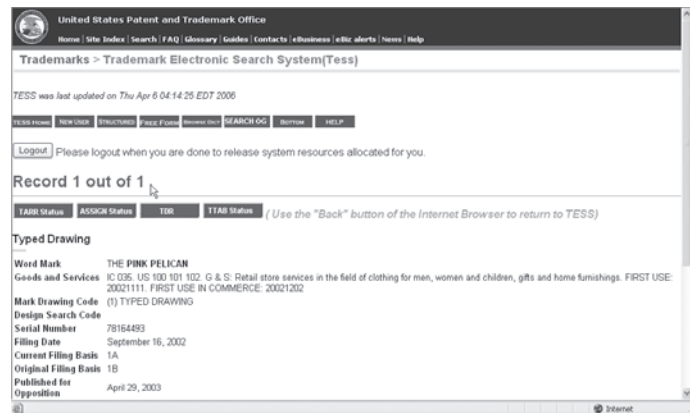 United States Patent and Trademark Office
Home | Site Index | Search | FAQ | Glossary | Guides | Contacts | eBusiness | eBiz alerts | News | Help
Trademarks > Trademark Electronic Search System(Tess)
TESS was last updated on Thu Apr 6 04:14:25 EDT 2006
TESS HOME NEW USER STRUCTURED FREE FORM BROWSE DICT SEARCH OG BOTTOM HELP
Logout Please logout when you are done to release system resources allocated for you.
Record 1 out of 1
TARR Status ASSIGN Status TDR TTAB Status ( Use the "Back" button of the Internet Browser to return to TESS)
Typed Drawing
Word Mark THE PINK PELICAN
Goods and Services IC 035. US 100 101 102. G & S: Retail store services in the field of clothing for men, women and children, gifts and home furnishings. FIRST USE:
20021111. FIRST USE IN COMMERCE: 20021202
Mark Drawing Code (1) TYPED DRAWING
Design Search Code
Serial Number 78164493
Filing Date September 16, 2002
Current Filing Basis 1A
Original Filing Basis 1B
Published for Opposition April 29, 2003
Internet